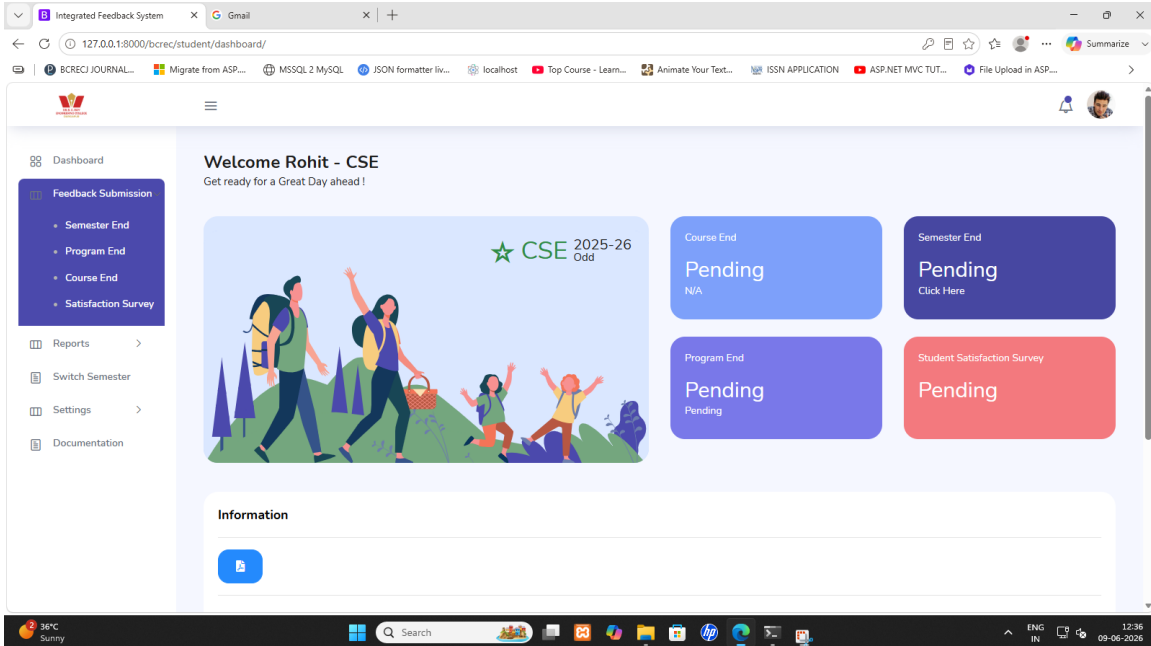 Integrated Feedback System
Gmail
127.0.0.1:8000/bcrec/student/dashboard/
Summarize
BCRECJ JOURNAL...
Migrate from ASP....
MSSQL 2 MySQL
JSON formatter liv...
localhost
Top Course - Learn...
Animate Your Text...
ISSN APPLICATION
ASP.NET MVC TUT...
File Upload in ASP....
Dashboard
Feedback Submission
Semester End
Program End
Course End
Satisfaction Survey
Reports
Switch Semester
Settings
Documentation
Welcome Rohit - CSE
Get ready for a Great Day ahead !
CSE 2025-26
Odd
Course End
Pending
N/A
Semester End
Pending
Click Here
Program End
Pending
Pending
Student Satisfaction Survey
Pending
Information
2
36°C
Sunny
Search
ENG
IN
12:36
09-06-2026